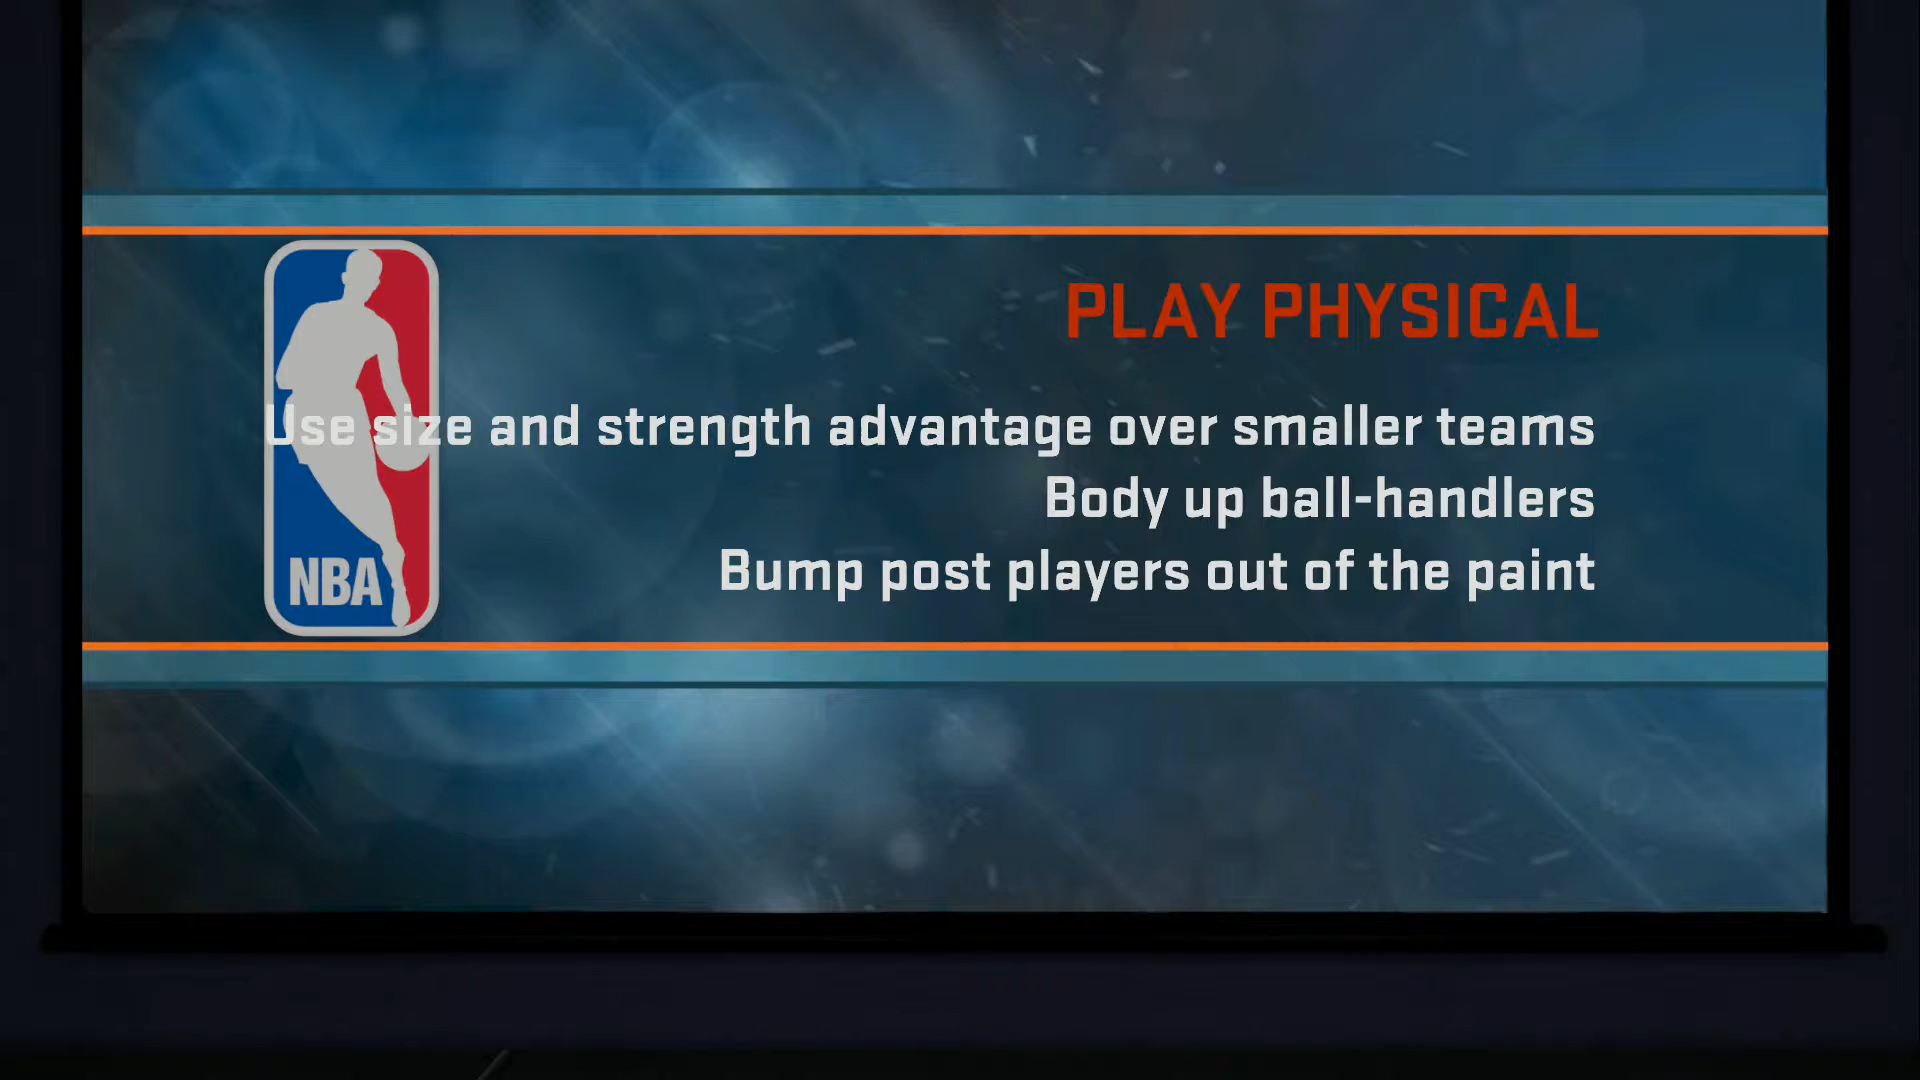 PLAY PHYSICAL
Use size and strength advantage over smaller teams
Body up ball-handlers
Bump post players out of the paint
NBA